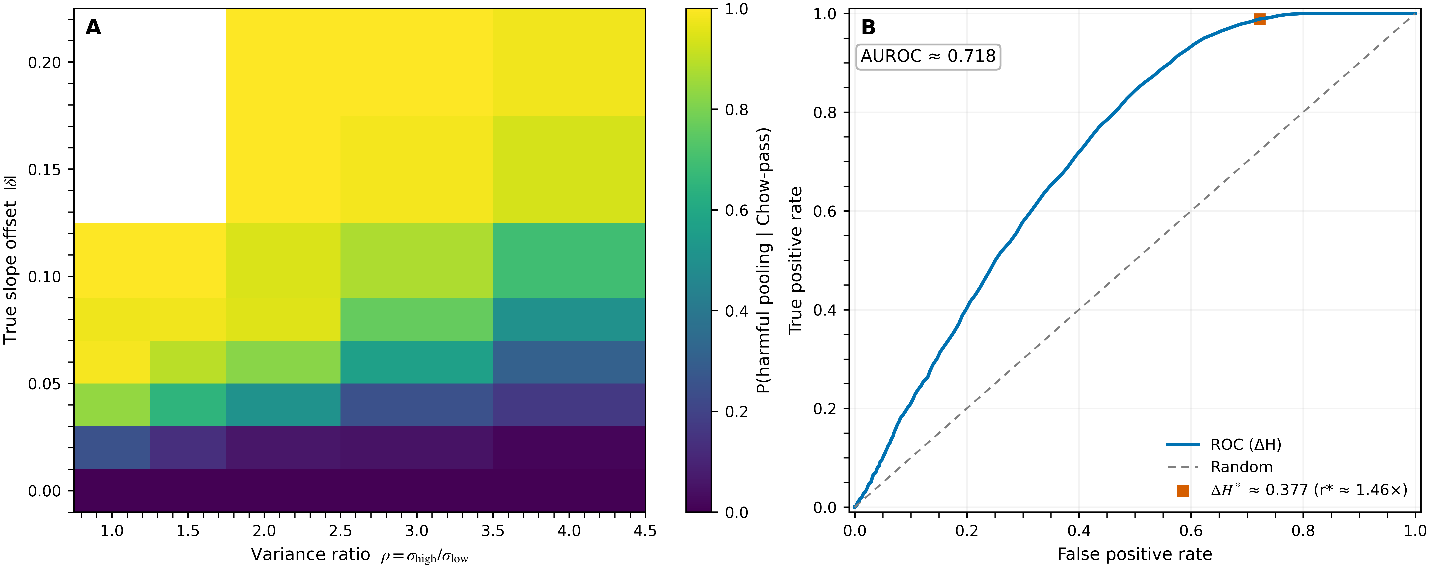 A
0.20
0.15
0.10
0.05
0.00
True slope offset |δ|
1.0 1.5 2.0 2.5 3.0 3.5 4.0 4.5
Variance ratio ρ = σhigh/σlow
1.0
0.8
0.6
0.4
0.2
0.0
P(harmful pooling | Chow-pass)
B
AUROC ≈ 0.718
1.0
0.8
0.6
0.4
0.2
0.0
True positive rate
ROC (ΔH)
Random
ΔH* ≈ 0.377 (r* ≈ 1.46×)
0.0 0.2 0.4 0.6 0.8 1.0
False positive rate